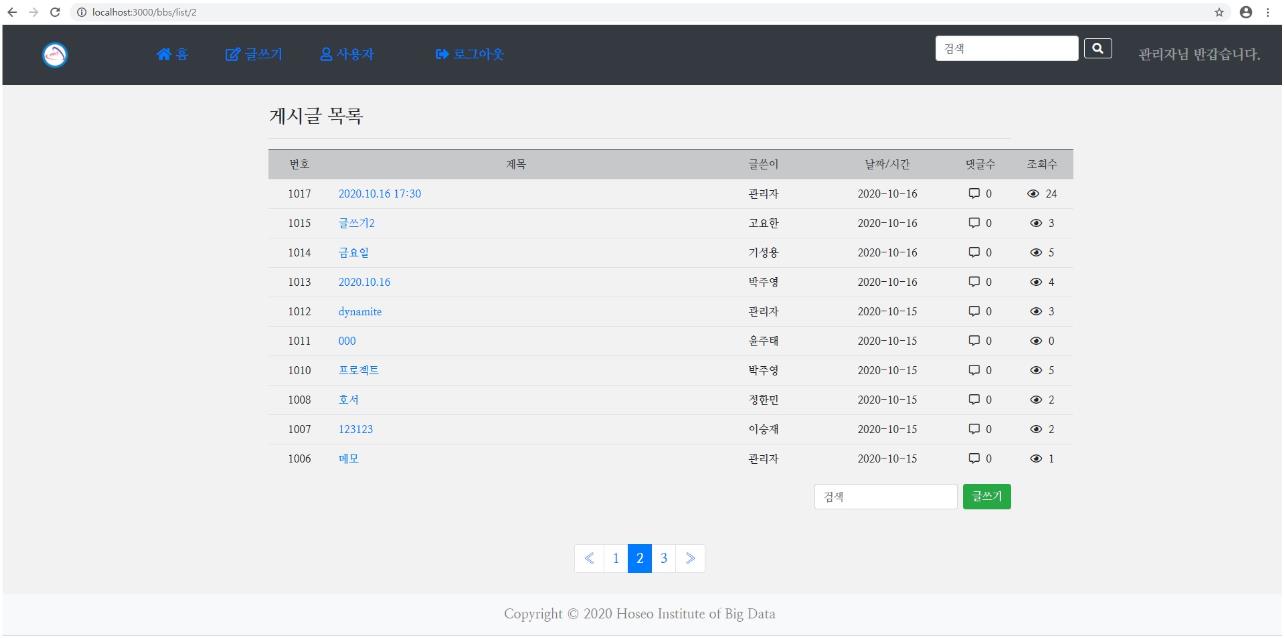 localhost:3000/bbs/list/2
홈 글쓰기 사용자 로그아웃 검색 관리자님 반갑습니다.
게시글 목록
번호 제목 글쓴이 날짜/시간 댓글수 조회수
1017 2020.10.16 17:30 관리자 2020-10-16 0 24
1015 글쓰기2 고요한 2020-10-16 0 3
1014 금요일 기성용 2020-10-16 0 5
1013 2020.10.16 박주영 2020-10-16 0 4
1012 dynamite 관리자 2020-10-15 0 3
1011 000 윤주태 2020-10-15 0 0
1010 프로젝트 박주영 2020-10-15 0 5
1008 호서 정한민 2020-10-15 0 2
1007 123123 이승재 2020-10-15 0 2
1006 메모 관리자 2020-10-15 0 1
검색 글쓰기
《 1 2 3 》
Copyright © 2020 Hoseo Institute of Big Data